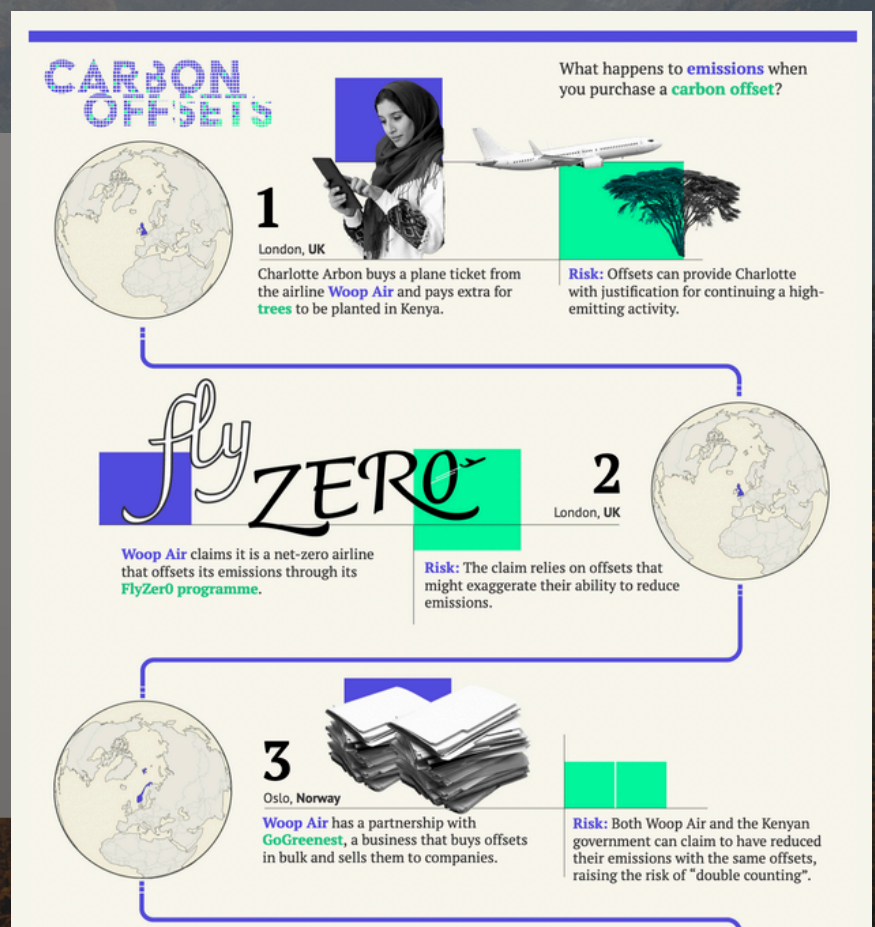 CARBON
OFFSETS
What happens to emissions when
you purchase a carbon offset?
1
London, UK
Charlotte Arbon buys a plane ticket from
the airline Woop Air and pays extra for
trees to be planted in Kenya.
Risk: Offsets can provide Charlotte
with justification for continuing a high-
emitting activity.
fly
ZERO
2
London, UK
Woop Air claims it is a net-zero airline
that offsets its emissions through its
FlyZer0 programme.
Risk: The claim relies on offsets that
might exaggerate their ability to reduce
emissions.
3
Oslo, Norway
Woop Air has a partnership with
GoGreenest, a business that buys offsets
in bulk and sells them to companies.
Risk: Both Woop Air and the Kenyan
government can claim to have reduced
their emissions with the same offsets,
raising the risk of “double counting”.